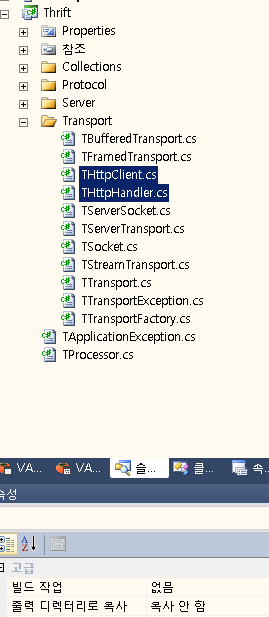 Thrift
Properties
참조
Collections
Protocol
Server
Transport
TBufferedTransport.cs
TFramedTransport.cs
THttpClient.cs
THttpHandler.cs
TServerSocket.cs
TServerTransport.cs
TSocket.cs
TStreamTransport.cs
TTransport.cs
TTransportException.cs
TTransportFactory.cs
TApplicationException.cs
TProcessor.cs
VA... VA... 솔... 클... 속...
속성
고급
빌드 작업 없음
출력 디렉터리로 복사 복사 안 함